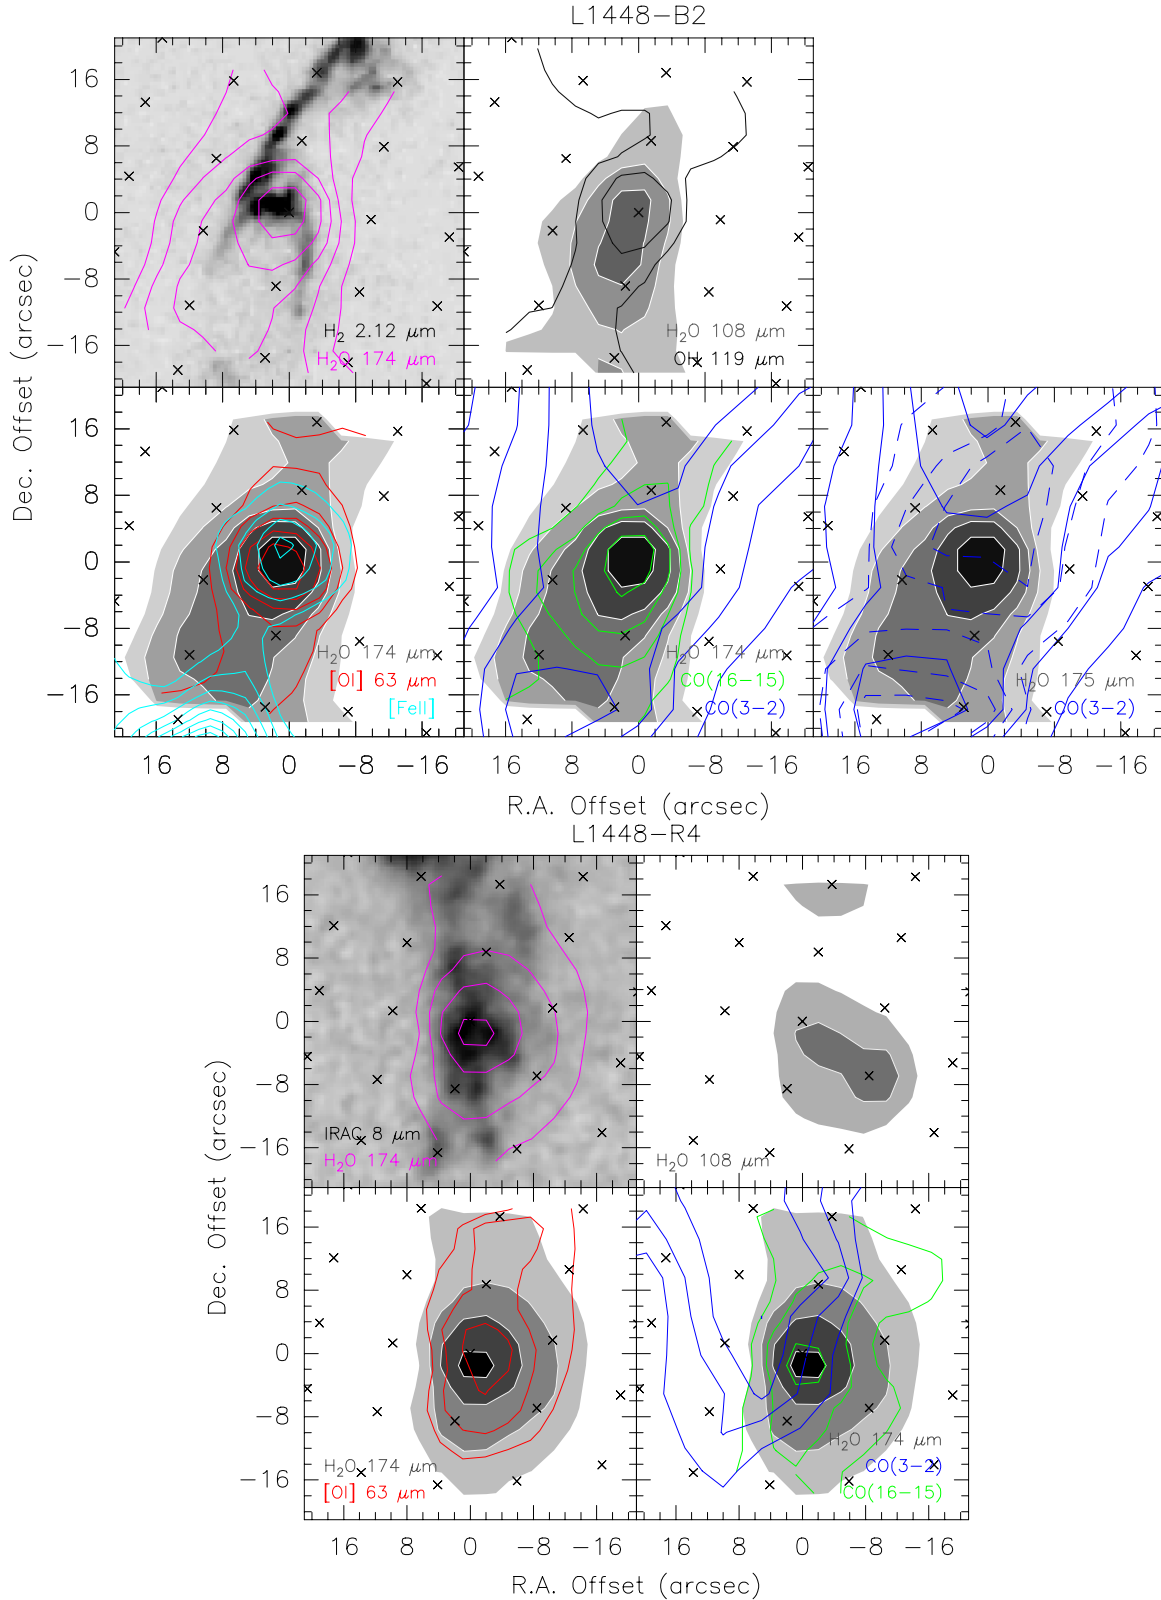 L1448-B2
16
8
0
-8
-16
H₂ 2.12 μm
H₂O 174 μm
H₂O 108 μm
OH 119 μm
Dec. Offset (arcsec)
16
8
0
-8
-16
H₂O 174 μm
[OI] 63 μm
[FeII]
H₂O 174 μm
CO(16-15)
CO(3-2)
H₂O 175 μm
CO(3-2)
16 8 0 -8 -16 16 8 0 -8 -16 16 8 0 -8 -16
R.A. Offset (arcsec)
L1448-R4
16
8
0
-8
-16
IRAC 8 μm
H₂O 174 μm
H₂O 108 μm
Dec. Offset (arcsec)
16
8
0
-8
-16
H₂O 174 μm
[OI] 63 μm
H₂O 174 μm
CO(3-2)
CO(16-15)
16 8 0 -8 -16 16 8 0 -8 -16
R.A. Offset (arcsec)